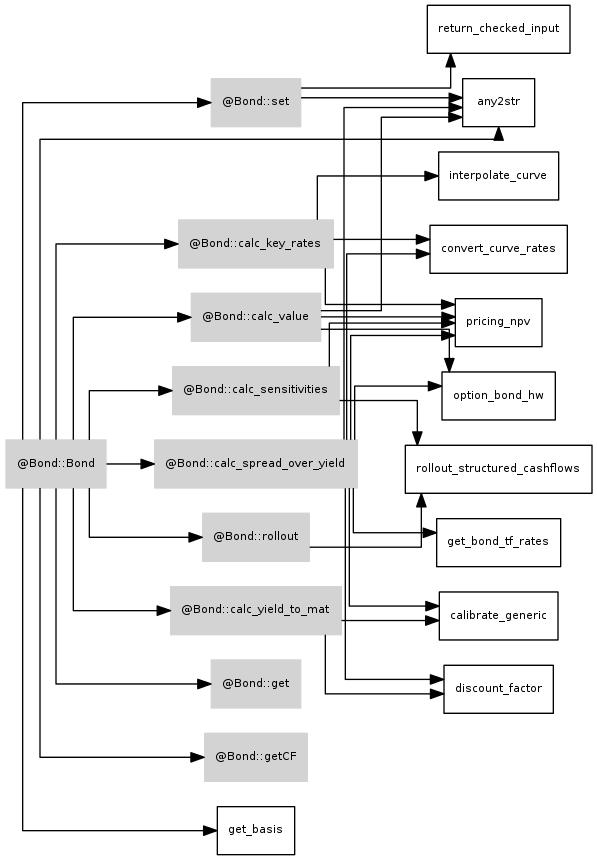 return_checked_input
@Bond::set
any2str
interpolate_curve
@Bond::calc_key_rates
convert_curve_rates
@Bond::calc_value
pricing_npv
@Bond::calc_sensitivities
option_bond_hw
@Bond::Bond
@Bond::calc_spread_over_yield
rollout_structured_cashflows
@Bond::rollout
get_bond_tf_rates
@Bond::calc_yield_to_mat
calibrate_generic
@Bond::get
discount_factor
@Bond::getCF
get_basis